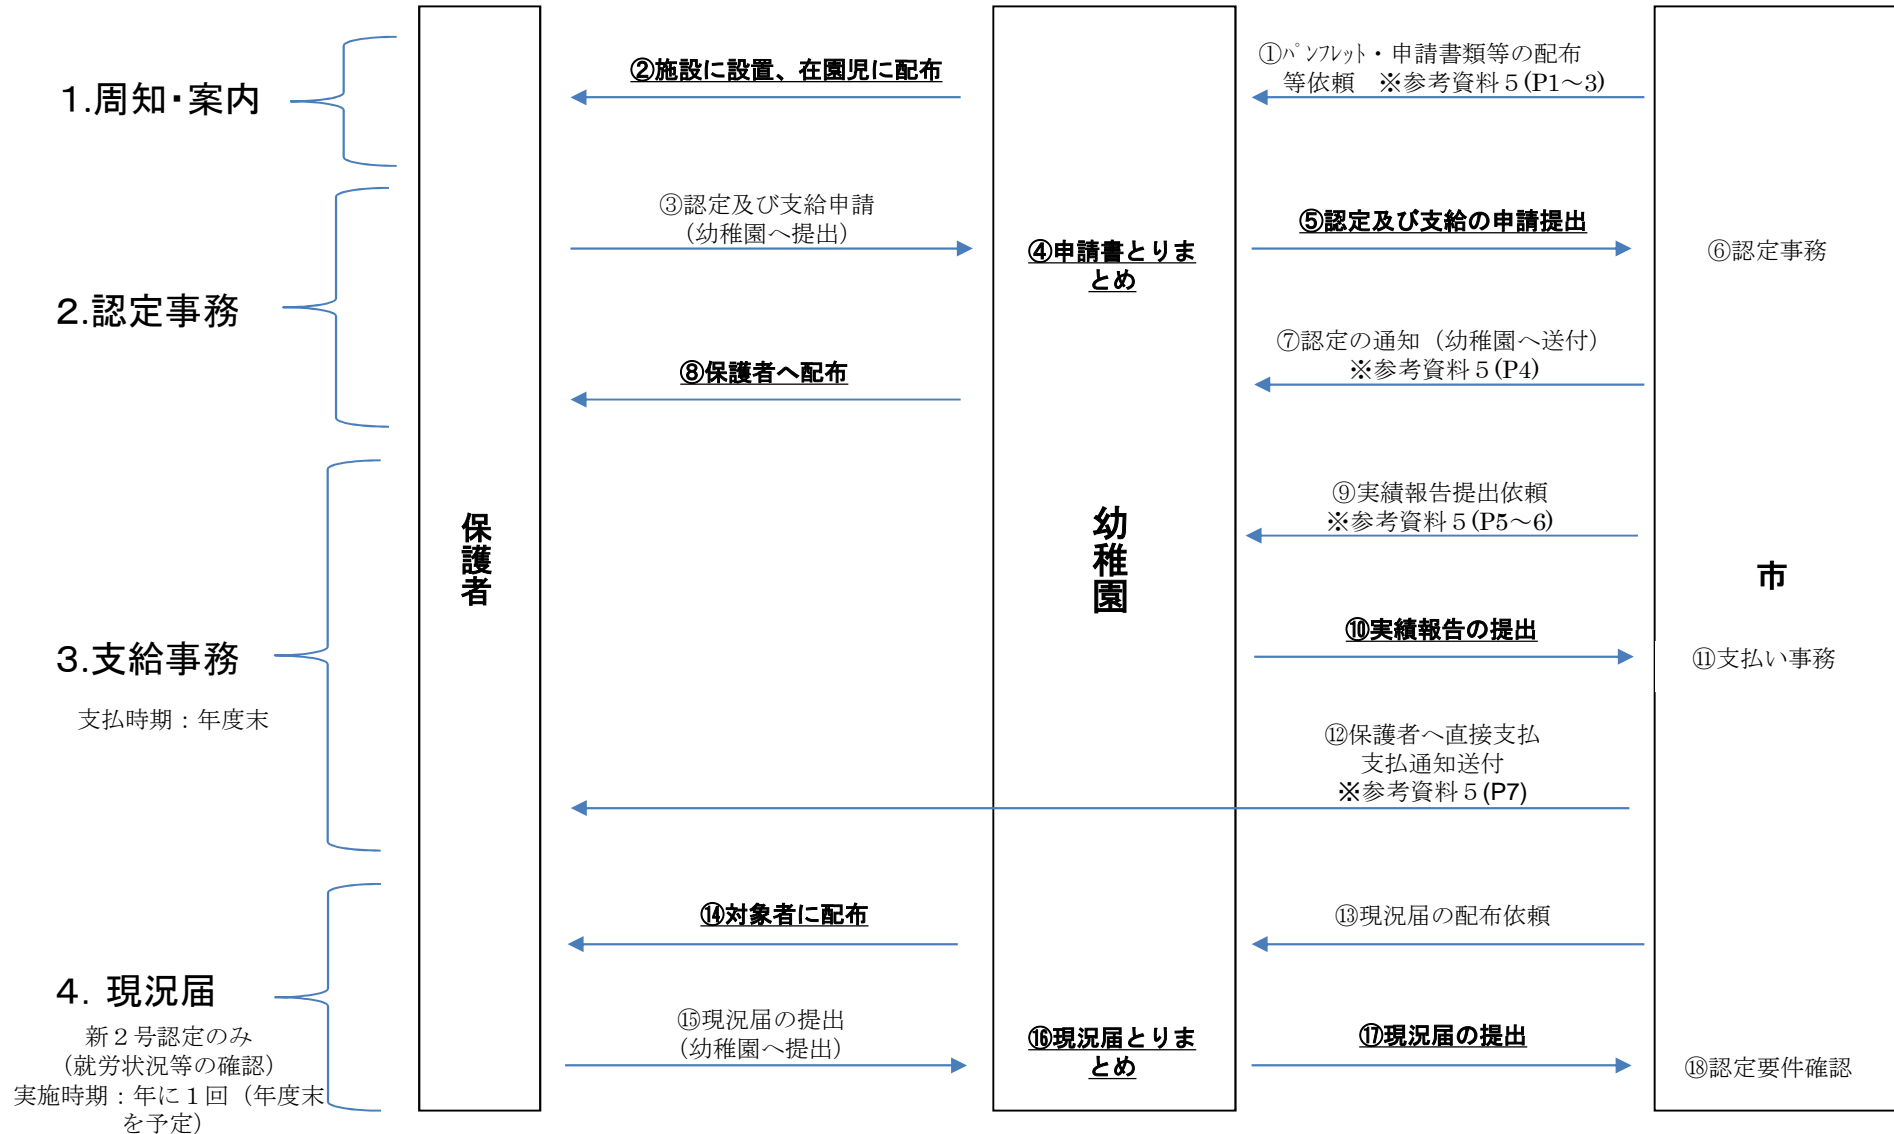 1.周知・案内
②施設に設置、在園児に配布
①ﾊﾟﾝﾌﾚｯﾄ・申請書類等の配布
等依頼　※参考資料５(P1～3)
2.認定事務
③認定及び支給申請
（幼稚園へ提出）
④申請書とりま
とめ
⑤認定及び支給の申請提出
⑥認定事務
⑦認定の通知（幼稚園へ送付）
※参考資料５(P4)
⑧保護者へ配布
保護者
幼稚園
市
3.支給事務
支払時期：年度末
⑨実績報告提出依頼
※参考資料５(P5～6)
⑩実績報告の提出
⑪支払い事務
⑫保護者へ直接支払
支払通知送付
※参考資料５(P7)
4. 現況届
新２号認定のみ
（就労状況等の確認）
実施時期：年に１回（年度末
を予定）
⑭対象者に配布
⑬現況届の配布依頼
⑮現況届の提出
（幼稚園へ提出）
⑯現況届とりま
とめ
⑰現況届の提出
⑱認定要件確認